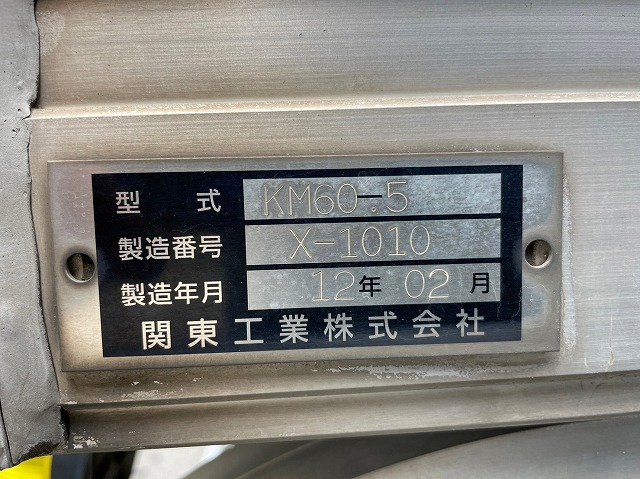 型式 KM60-.5
製造番号 X-1010
製造年月 12年 02月
関東工業株式会社